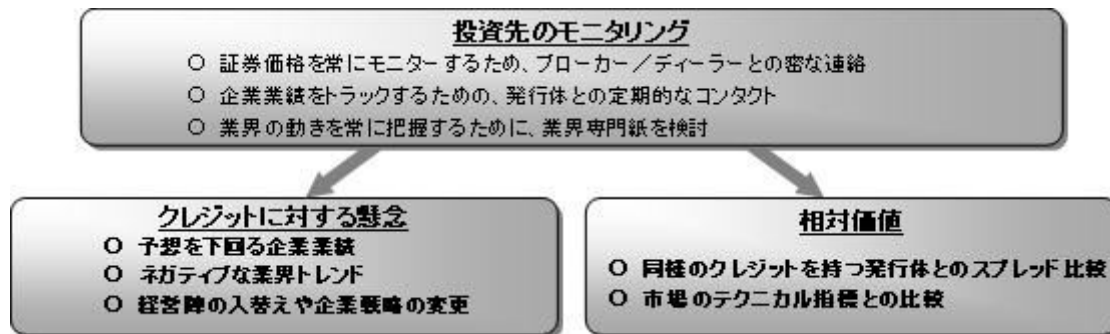 投資先のモニタリング
○ 証券価格を常にモニターするため、ブローカー／ディーラーとの密な連絡
○ 企業業績をトラックするための、発行体との定期的なコンタクト
○ 業界の動きを常に把握するために、業界専門紙を検討
クレジットに対する懸念
○ 予想を下回る企業業績
○ ネガティブな業界トレンド
○ 経営陣の入替えや企業戦略の変更
相対価値
○ 同様のクレジットを持つ発行体とのスプレッド比較
○ 市場のテクニカル指標との比較